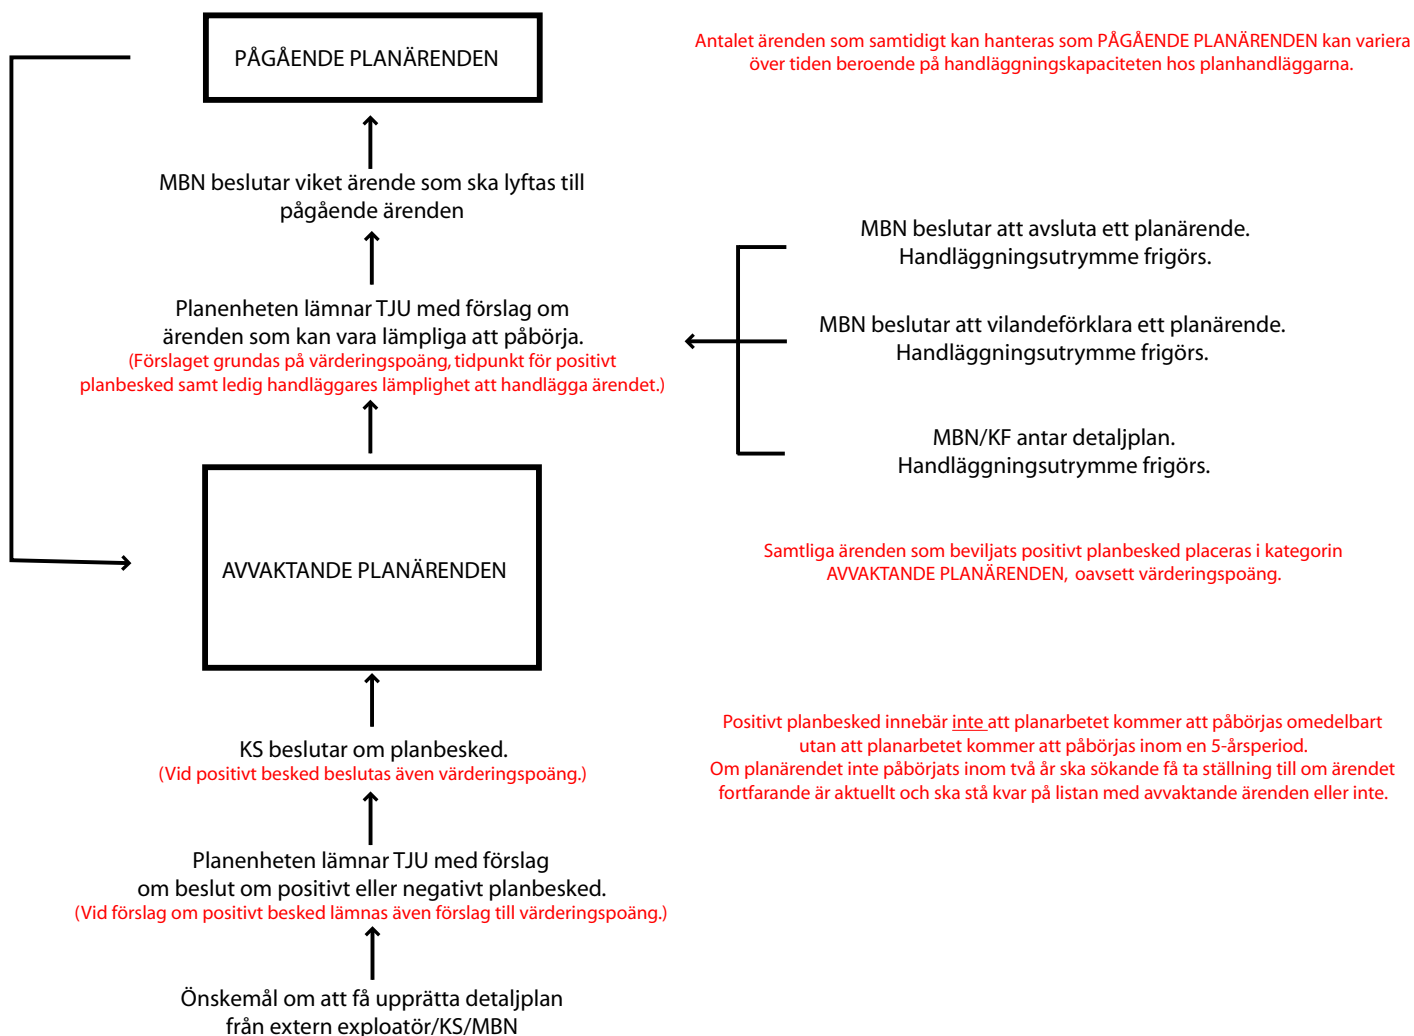 PÅGÅENDE PLANÄRENDEN
Antalet ärenden som samtidigt kan hanteras som PÅGÅENDE PLANÄRENDEN kan variera
över tiden beroende på handläggningskapaciteten hos planhandläggarna.
MBN beslutar viket ärende som ska lyftas till
pågående ärenden
MBN beslutar att avsluta ett planärende.
Handläggningsutrymme frigörs.
Planenheten lämnar TJU med förslag om
ärenden som kan vara lämpliga att påbörja.
(Förslaget grundas på värderingspoäng, tidpunkt för positivt
planbesked samt ledig handläggares lämplighet att handlägga ärendet.)
MBN beslutar att vilandeförklara ett planärende.
Handläggningsutrymme frigörs.
MBN/KF antar detaljplan.
Handläggningsutrymme frigörs.
AVVAKTANDE PLANÄRENDEN
Samtliga ärenden som beviljats positivt planbesked placeras i kategorin
AVVAKTANDE PLANÄRENDEN, oavsett värderingspoäng.
KS beslutar om planbesked.
(Vid positivt besked beslutas även värderingspoäng.)
Positivt planbesked innebär inte att planarbetet kommer att påbörjas omedelbart
utan att planarbetet kommer att påbörjas inom en 5-årsperiod.
Om planärendet inte påbörjats inom två år ska sökande få ta ställning till om ärendet
fortfarande är aktuellt och ska stå kvar på listan med avvaktande ärenden eller inte.
Planenheten lämnar TJU med förslag
om beslut om positivt eller negativt planbesked.
(Vid förslag om positivt besked lämnas även förslag till värderingspoäng.)
Önskemål om att få upprätta detaljplan
från extern exploatör/KS/MBN